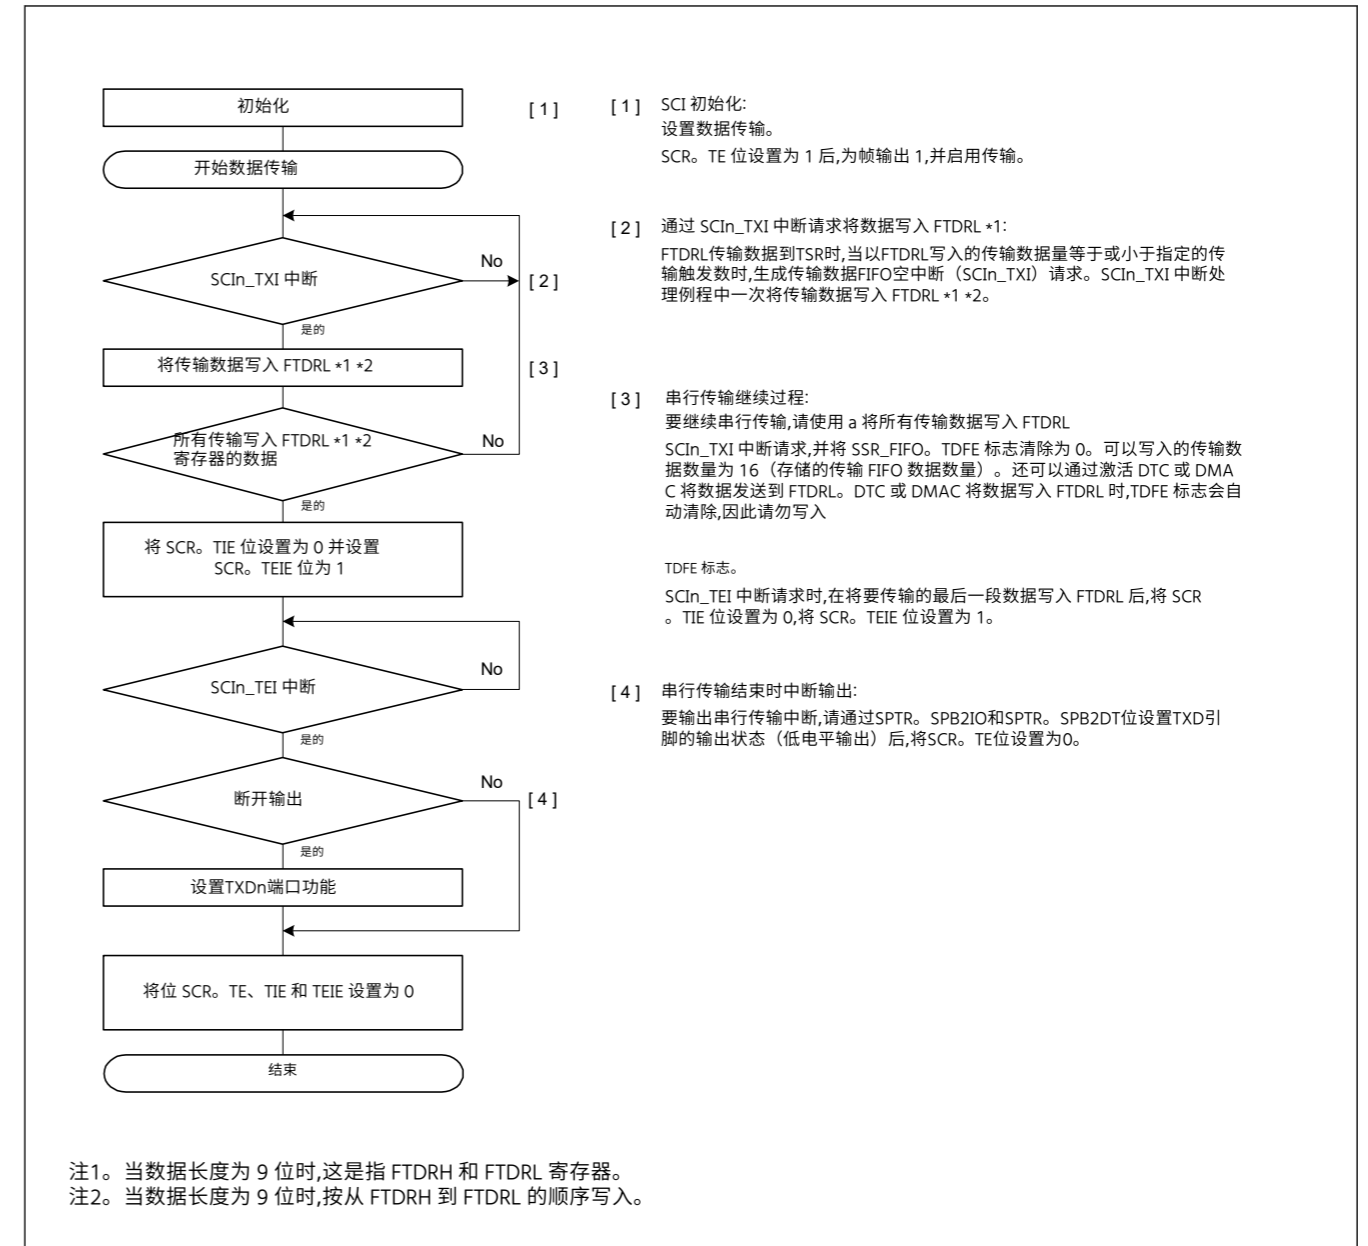 初始化
[ 1 ]
开始数据传输
SCIn_TXI 中断
No
[ 2 ]
是的
将传输数据写入 FTDRL *1 *2
[ 3 ]
所有传输写入 FTDRL *1 *2
寄存器的数据
No
是的
将 SCR。TIE 位设置为 0 并设置
SCR。TEIE 位为 1
SCIn_TEI 中断
No
是的
断开输出
No
[ 4 ]
是的
设置TXDn端口功能
将位 SCR。TE、TIE 和 TEIE 设置为 0
结束
[ 1 ] SCI 初始化:
设置数据传输。
SCR。TE 位设置为 1 后,为帧输出 1,并启用传输。
[ 2 ] 通过 SCIn_TXI 中断请求将数据写入 FTDRL *1:
FTDRL传输数据到TSR时,当以FTDRL写入的传输数据量等于或小于指定的传
输触发数时,生成传输数据FIFO空中断（SCIn_TXI）请求。SCIn_TXI 中断处
理例程中一次将传输数据写入 FTDRL *1 *2。
[ 3 ] 串行传输继续过程:
要继续串行传输,请使用 a 将所有传输数据写入 FTDRL
SCIn_TXI 中断请求,并将 SSR_FIFO。TDFE 标志清除为 0。可以写入的传输数
据数量为 16（存储的传输 FIFO 数据数量）。还可以通过激活 DTC 或 DMA
C 将数据发送到 FTDRL。DTC 或 DMAC 将数据写入 FTDRL 时,TDFE 标志会自
动清除,因此请勿写入
TDFE 标志。
SCIn_TEI 中断请求时,在将要传输的最后一段数据写入 FTDRL 后,将 SCR
。TIE 位设置为 0,将 SCR。TEIE 位设置为 1。
[ 4 ] 串行传输结束时中断输出:
要输出串行传输中断,请通过SPTR。SPB2IO和SPTR。SPB2DT位设置TXD引
脚的输出状态（低电平输出）后,将SCR。TE位设置为0。
注1。当数据长度为 9 位时,这是指 FTDRH 和 FTDRL 寄存器。
注2。当数据长度为 9 位时,按从 FTDRH 到 FTDRL 的顺序写入。